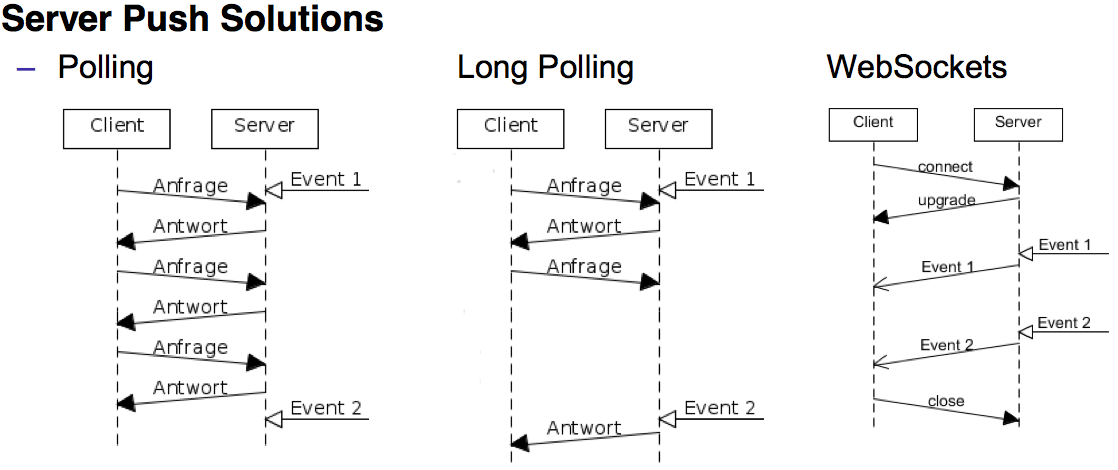 Server Push Solutions
– Polling
Client Server
Event 1
Anfrage
Antwort
Anfrage
Antwort
Anfrage
Antwort
Event 2
Long Polling
Client Server
Event 1
Anfrage
Antwort
Anfrage
Event 2
Antwort
WebSockets
Client Server
connect
upgrade
Event 1
Event 1
Event 2
Event 2
close